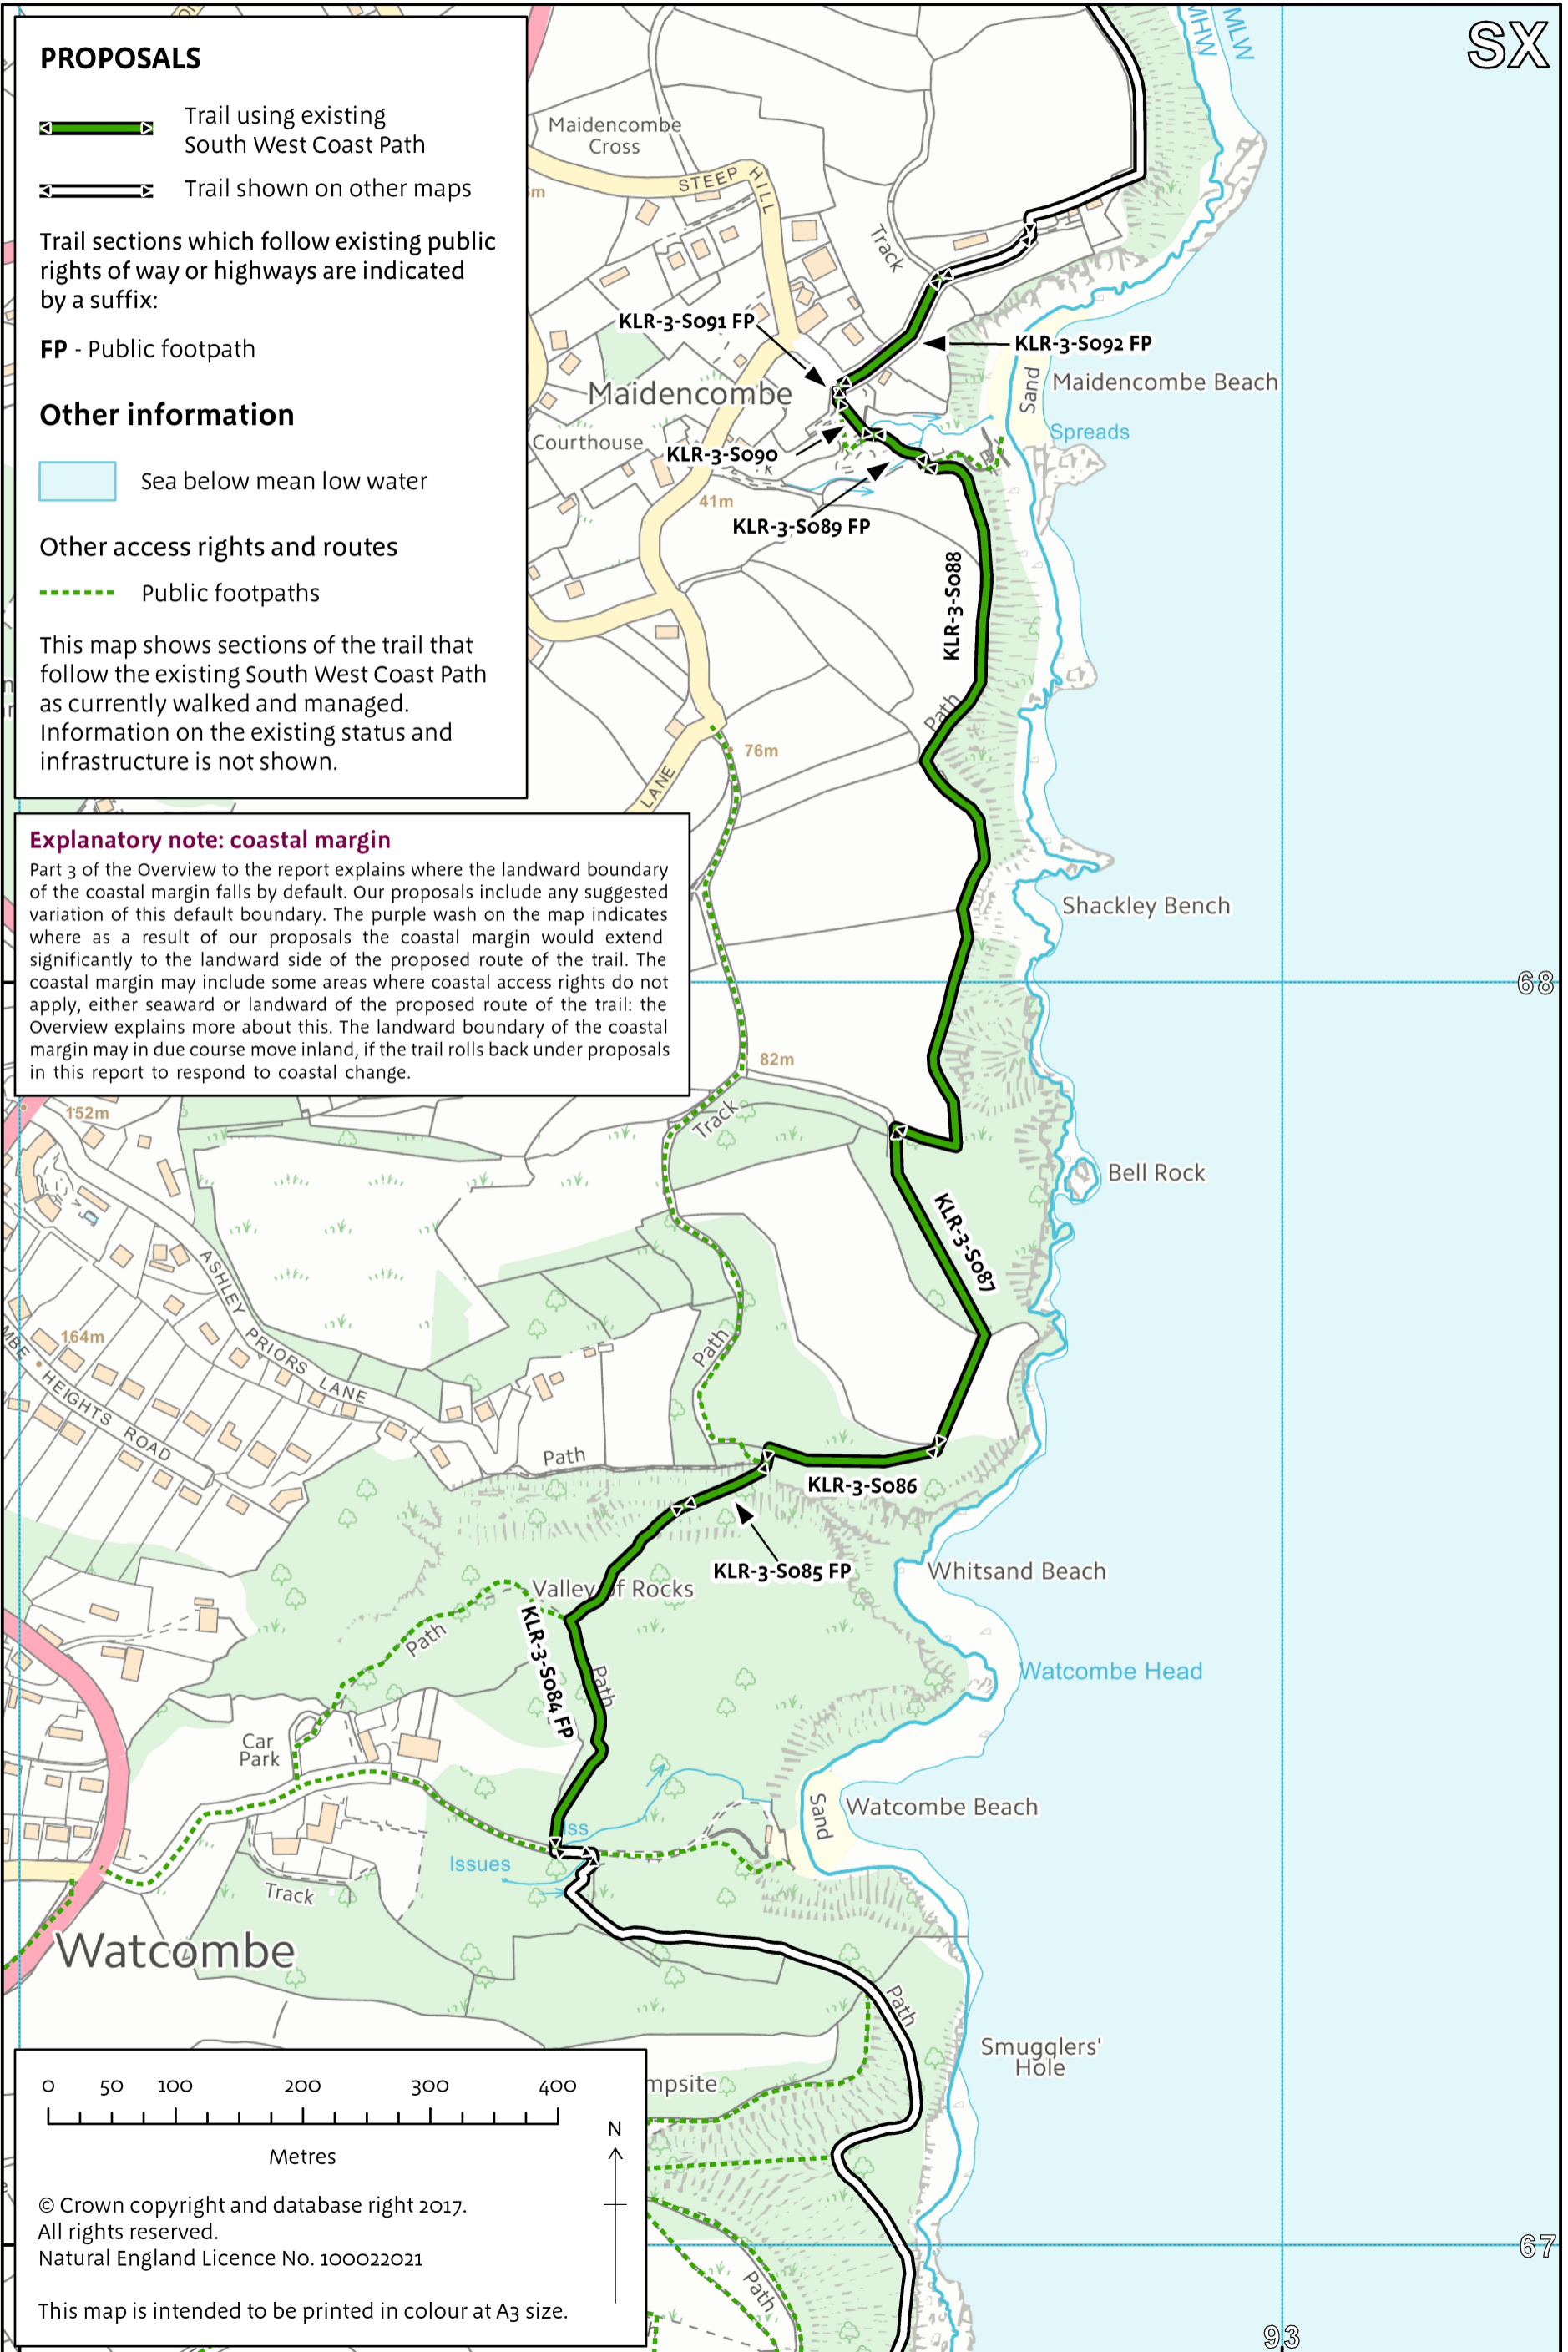 PROPOSALS
Trail using existing
South West Coast Path
Trail shown on other maps
Trail sections which follow existing public
rights of way or highways are indicated
by a suffix:
FP - Public footpath
Other information
Sea below mean low water
Other access rights and routes
Public footpaths
This map shows sections of the trail that
follow the existing South West Coast Path
as currently walked and managed.
Information on the existing status and
infrastructure is not shown.
Explanatory note: coastal margin
Part 3 of the Overview to the report explains where the landward boundary
of the coastal margin falls by default. Our proposals include any suggested
variation of this default boundary. The purple wash on the map indicates
where as a result of our proposals the coastal margin would extend
significantly to the landward side of the proposed route of the trail. The
coastal margin may include some areas where coastal access rights do not
apply, either seaward or landward of the proposed route of the trail: the
Overview explains more about this. The landward boundary of the coastal
margin may in due course move inland, if the trail rolls back under proposals
in this report to respond to coastal change.
SX
MHW
MLW
Maidencombe
Cross
STEEP HILL
Track
KLR-3-S091 FP
KLR-3-S092 FP
Maidencombe
Sand
Maidencombe Beach
Courthouse
Spreads
KLR-3-S090
41m
KLR-3-S089 FP
KLR-3-S088
Path
76m
LANE
Shackley Bench
68
82m
Track
152m
Bell Rock
KLR-3-S087
ASHLEY PRIORS LANE
164m
MBE HEIGHTS ROAD
Path
Path
KLR-3-S086
KLR-3-S085 FP
Whitsand Beach
Valley of Rocks
KLR-3-S084 FP
Path
Path
Watcombe Head
Car
Park
Sand
Watcombe Beach
Iss
Issues
Track
Watcombe
Path
Smugglers'
Hole
mpsite
Path
67
93
0 50 100 200 300 400
Metres
N
© Crown copyright and database right 2017.
All rights reserved.
Natural England Licence No. 100022021
This map is intended to be printed in colour at A3 size.